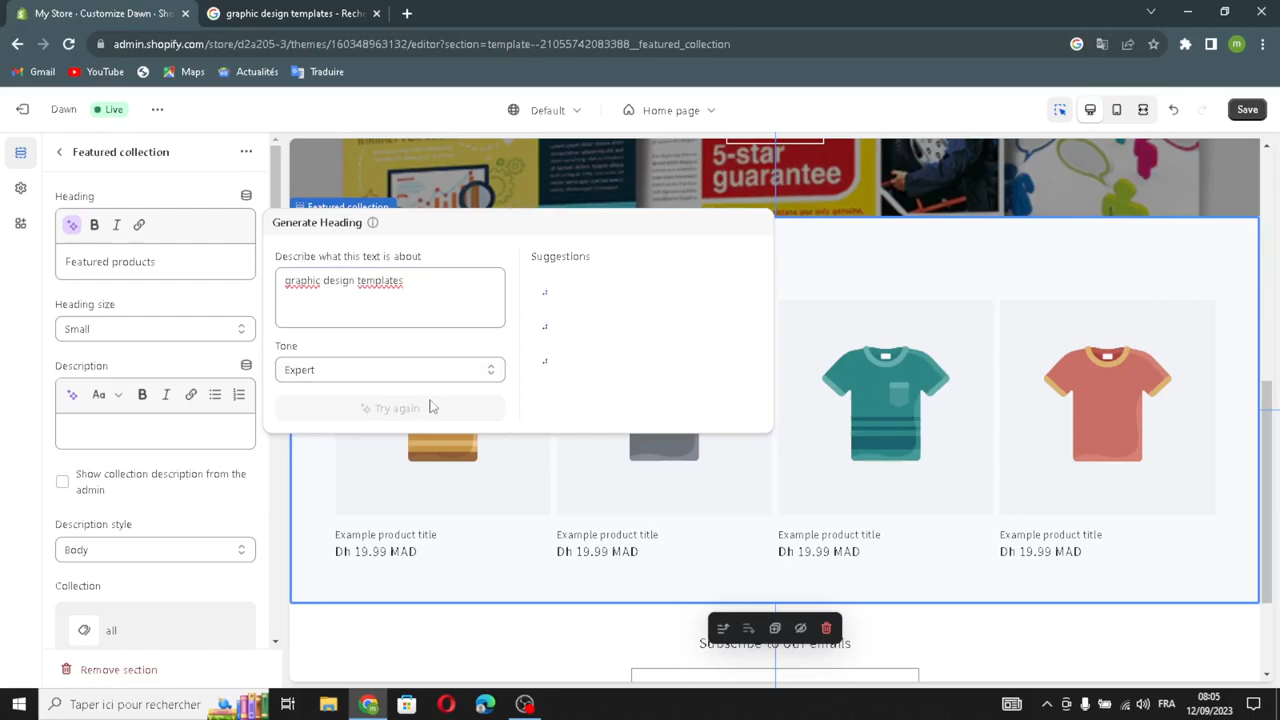 My Store · Customize Dawn · Sho
graphic design templates - Reche
admin.shopify.com/store/d2a205-3/themes/160348963132/editor?section=template--21055742083388__featured_collection
m
Gmail
YouTube
Maps
Actualités
Traduire
Dawn
Live
Default
Home page
Save
Featured collection
Heading
B
I
Featured products
Heading size
Small
Description
Aa
B
I
Show collection description from the
admin
Description style
Body
Collection
all
Remove section
5-star
guarantee
Featured collection
Generate Heading
Describe what this text is about
graphic design templates
Tone
Expert
Try again
Suggestions
Example product title
Dh 19.99 MAD
Example product title
Dh 19.99 MAD
Example product title
Dh 19.99 MAD
Example product title
Dh 19.99 MAD
Subscribe to our emails
Taper ici pour rechercher
FRA
08:05
12/09/2023